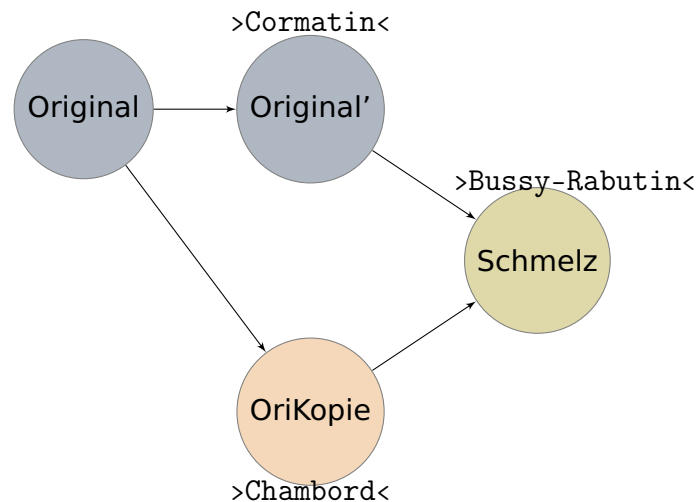 >Cormatin<
Original
Original’
>Bussy-Rabutin<
Schmelz
OriKopie
>Chambord<